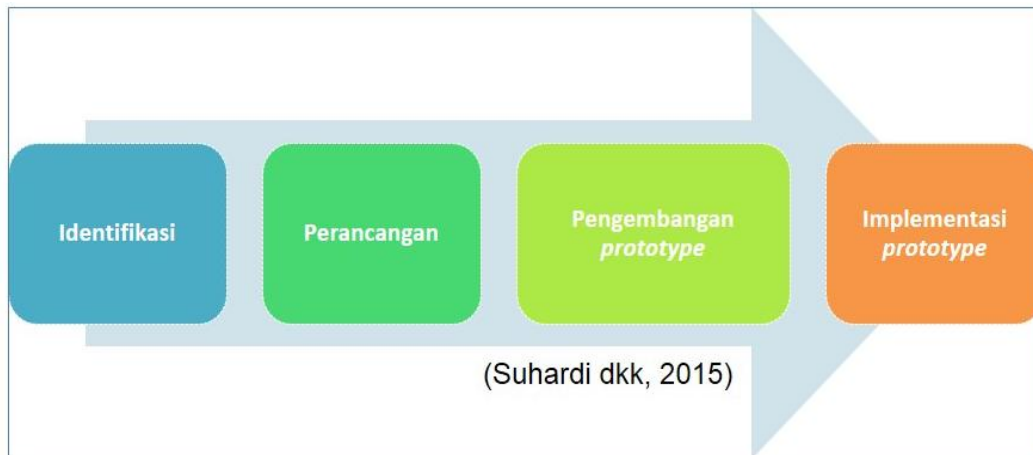 Identifikasi
Perancangan
Pengembangan
prototype
Implementasi
prototype
(Suhardi dkk, 2015)